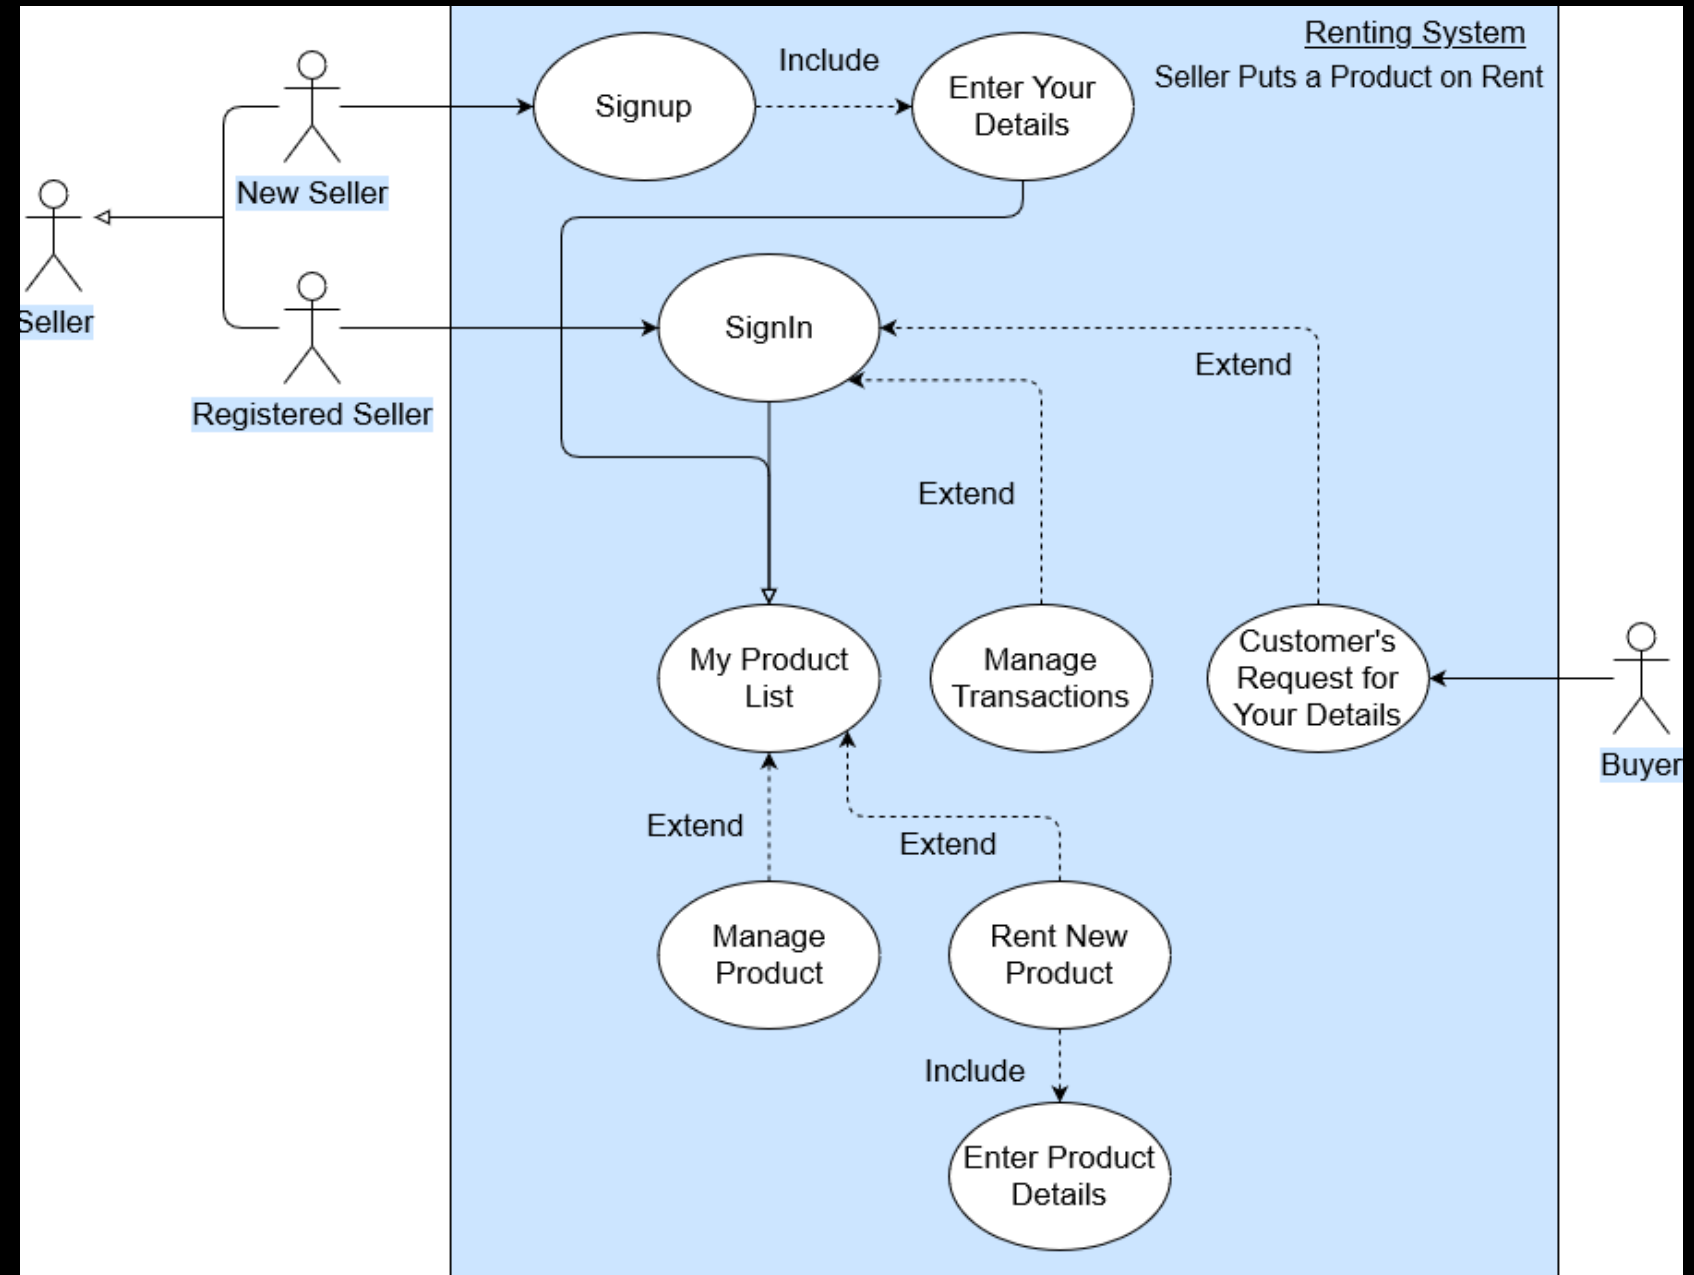 Renting System
Seller Puts a Product on Rent
Include
Signup
Enter Your
Details
New Seller
Seller
SignIn
Extend
Registered Seller
Extend
My Product
List
Manage
Transactions
Customer's
Request for
Your Details
Buyer
Extend
Extend
Manage
Product
Rent New
Product
Include
Enter Product
Details